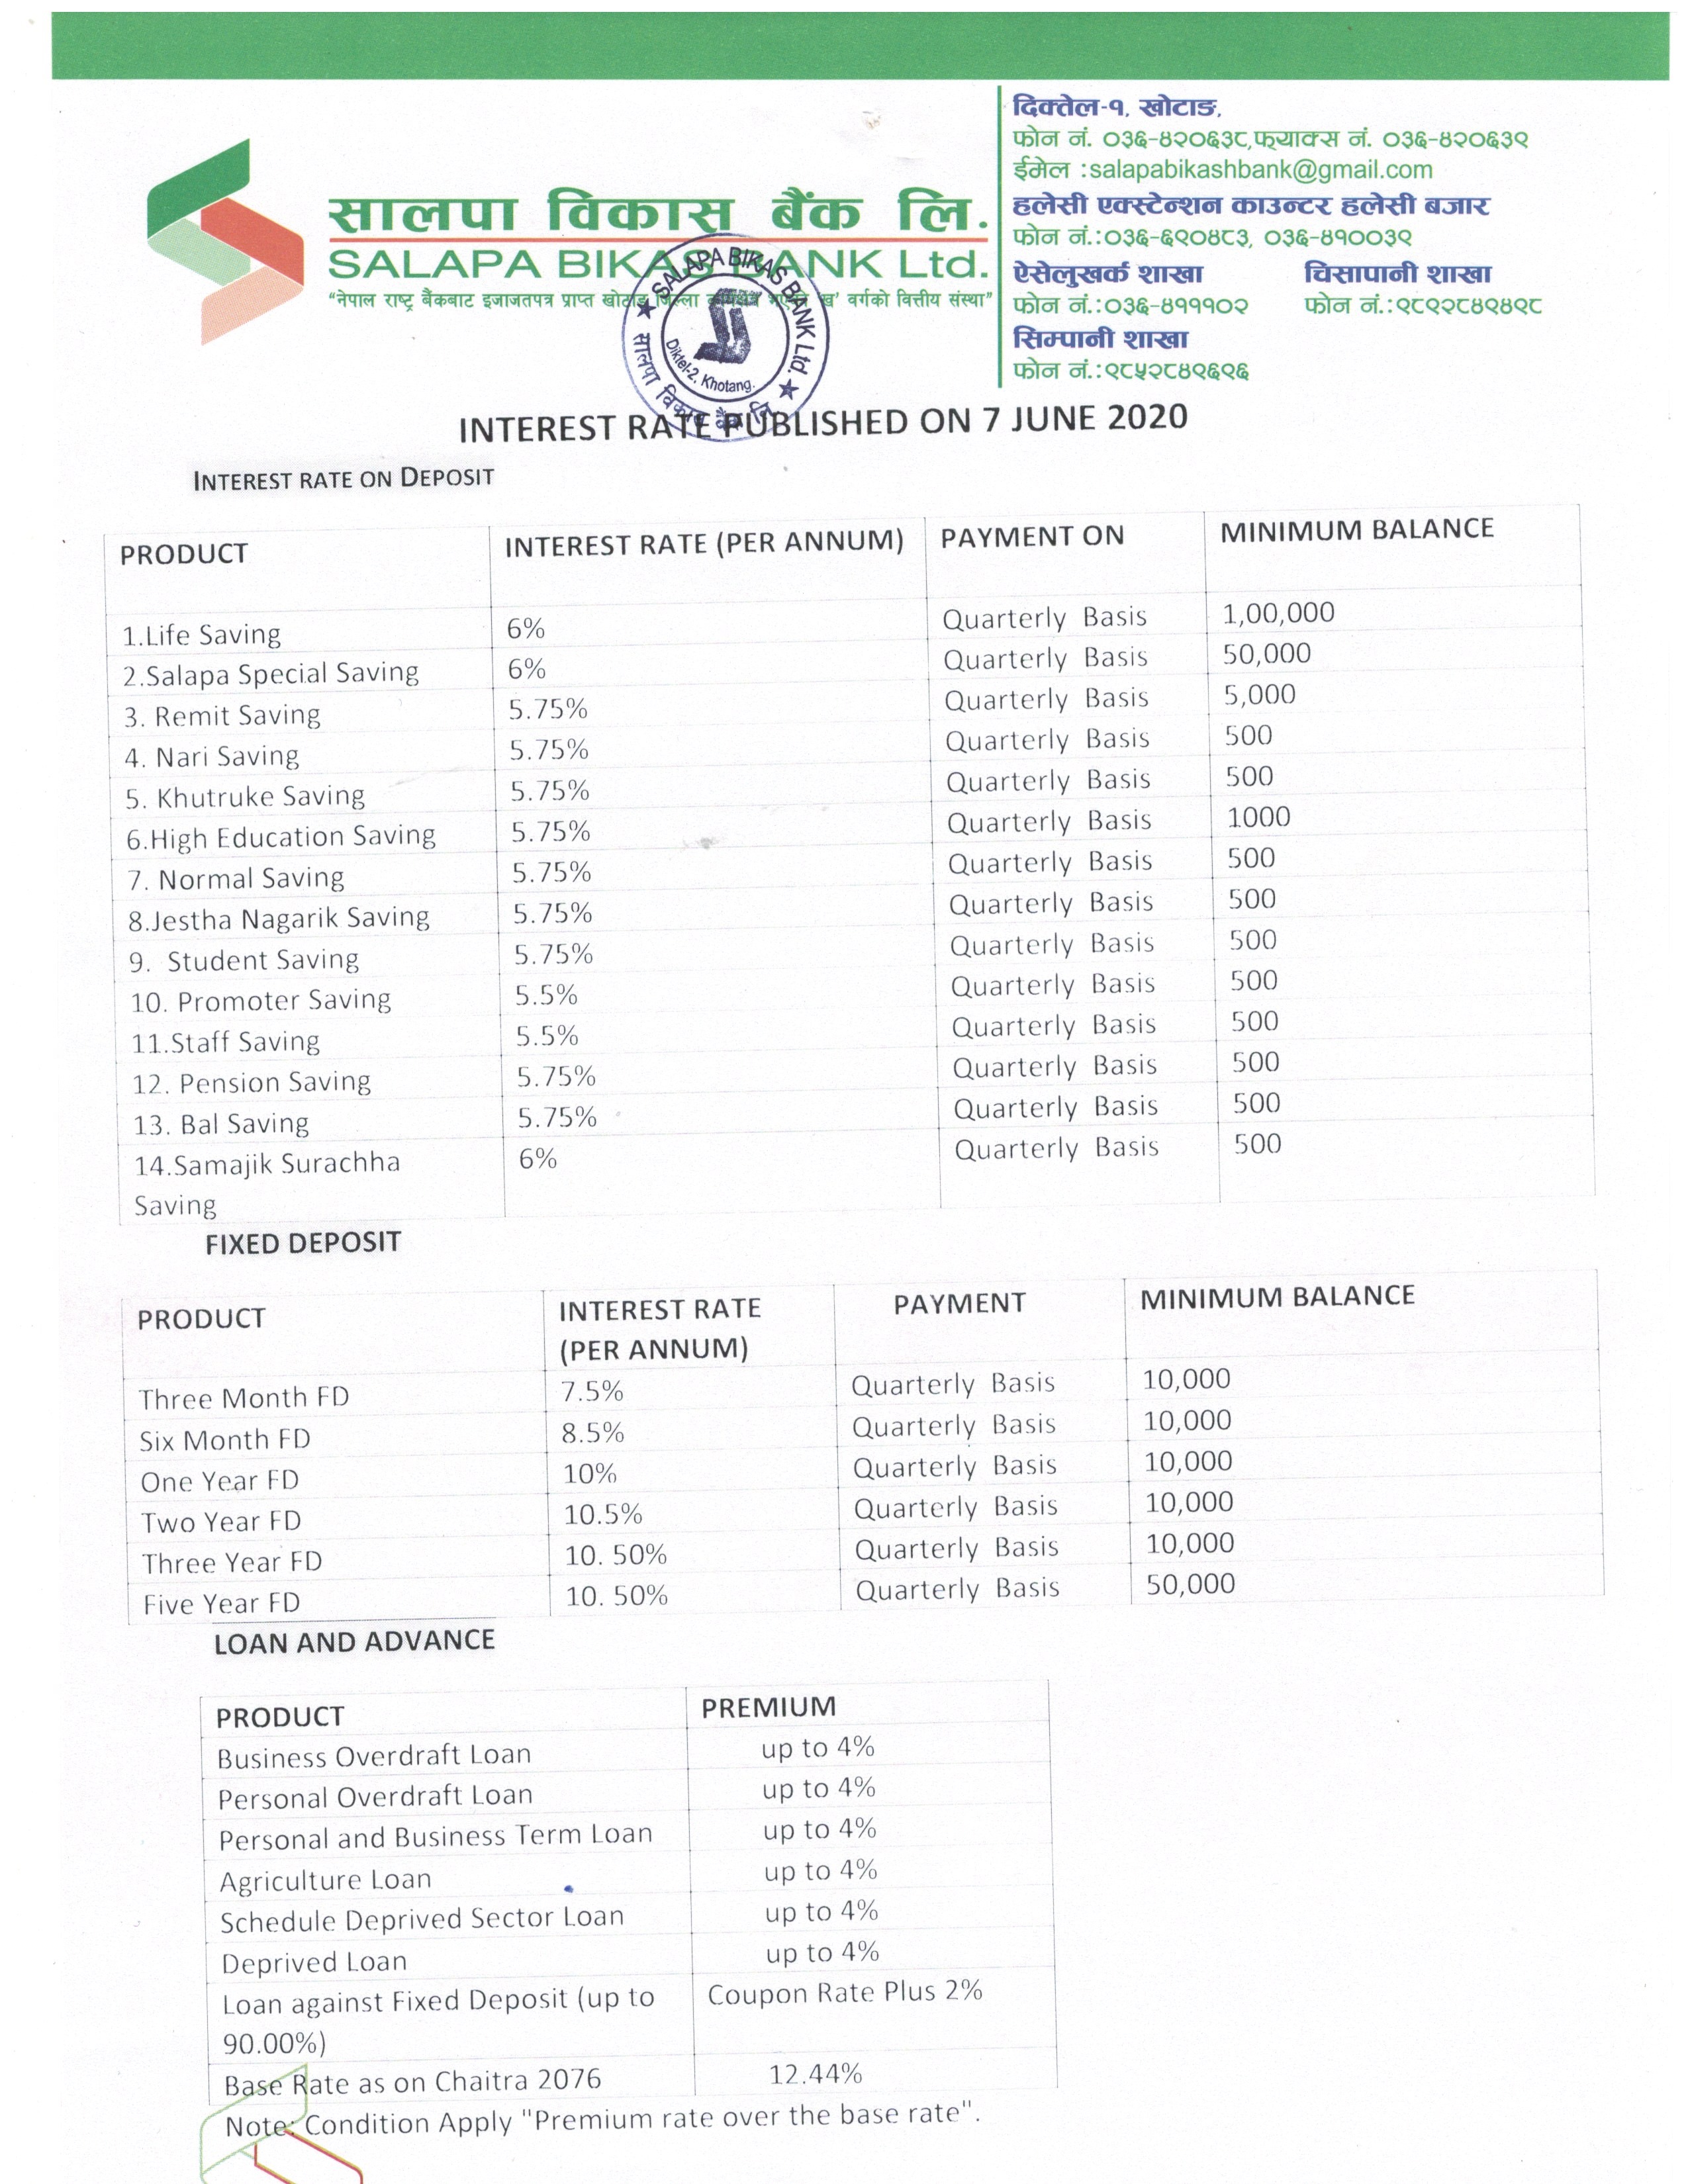 दिक्तेल-१, खोटाङ,
फोन नं. ०३६-४२०६३८,फ्याक्स नं. ०३६-४२०६३९
ईमेल :salapabikashbank@gmail.com
हलेसी एक्स्टेन्शन काउन्टर हलेसी बजार
फोन नं.:०३६-६९०४८३, ०३६-४१००३९
ऐसेलुखर्क शाखा चिसापानी शाखा
फोन नं.:०३६-४१११०२ फोन नं.:९८९२८४९४९८
सिम्पानी शाखा
फोन नं.:९८५२८४९६९६
सालपा विकास बैंक लि.
SALAPA BIKAS BANK Ltd.
“नेपाल राष्ट्र बैंकबाट इजाजतपत्र प्राप्त खोटाङ जिल्ला 'ख' वर्गको वित्तीय संस्था”
SALAPA BIKAS BANK Ltd.
सालपा विकास बैंक लि.
Diktel-2, Khotang.
INTEREST RATE PUBLISHED ON 7 JUNE 2020
INTEREST RATE ON DEPOSIT
PRODUCT INTEREST RATE (PER ANNUM) PAYMENT ON MINIMUM BALANCE
1.Life Saving 6% Quarterly Basis 1,00,000
2.Salapa Special Saving 6% Quarterly Basis 50,000
3. Remit Saving 5.75% Quarterly Basis 5,000
4. Nari Saving 5.75% Quarterly Basis 500
5. Khutruke Saving 5.75% Quarterly Basis 500
6.High Education Saving 5.75% Quarterly Basis 1000
7. Normal Saving 5.75% Quarterly Basis 500
8.Jestha Nagarik Saving 5.75% Quarterly Basis 500
9. Student Saving 5.75% Quarterly Basis 500
10. Promoter Saving 5.5% Quarterly Basis 500
11.Staff Saving 5.5% Quarterly Basis 500
12. Pension Saving 5.75% Quarterly Basis 500
13. Bal Saving 5.75% Quarterly Basis 500
14.Samajik Surachha 6% Quarterly Basis 500
Saving
FIXED DEPOSIT
PRODUCT INTEREST RATE PAYMENT MINIMUM BALANCE
(PER ANNUM)
Three Month FD 7.5% Quarterly Basis 10,000
Six Month FD 8.5% Quarterly Basis 10,000
One Year FD 10% Quarterly Basis 10,000
Two Year FD 10.5% Quarterly Basis 10,000
Three Year FD 10. 50% Quarterly Basis 10,000
Five Year FD 10. 50% Quarterly Basis 50,000
LOAN AND ADVANCE
PRODUCT PREMIUM
Business Overdraft Loan up to 4%
Personal Overdraft Loan up to 4%
Personal and Business Term Loan up to 4%
Agriculture Loan up to 4%
Schedule Deprived Sector Loan up to 4%
Deprived Loan up to 4%
Loan against Fixed Deposit (up to Coupon Rate Plus 2%
90.00%)
Base Rate as on Chaitra 2076 12.44%
Note: Condition Apply "Premium rate over the base rate".